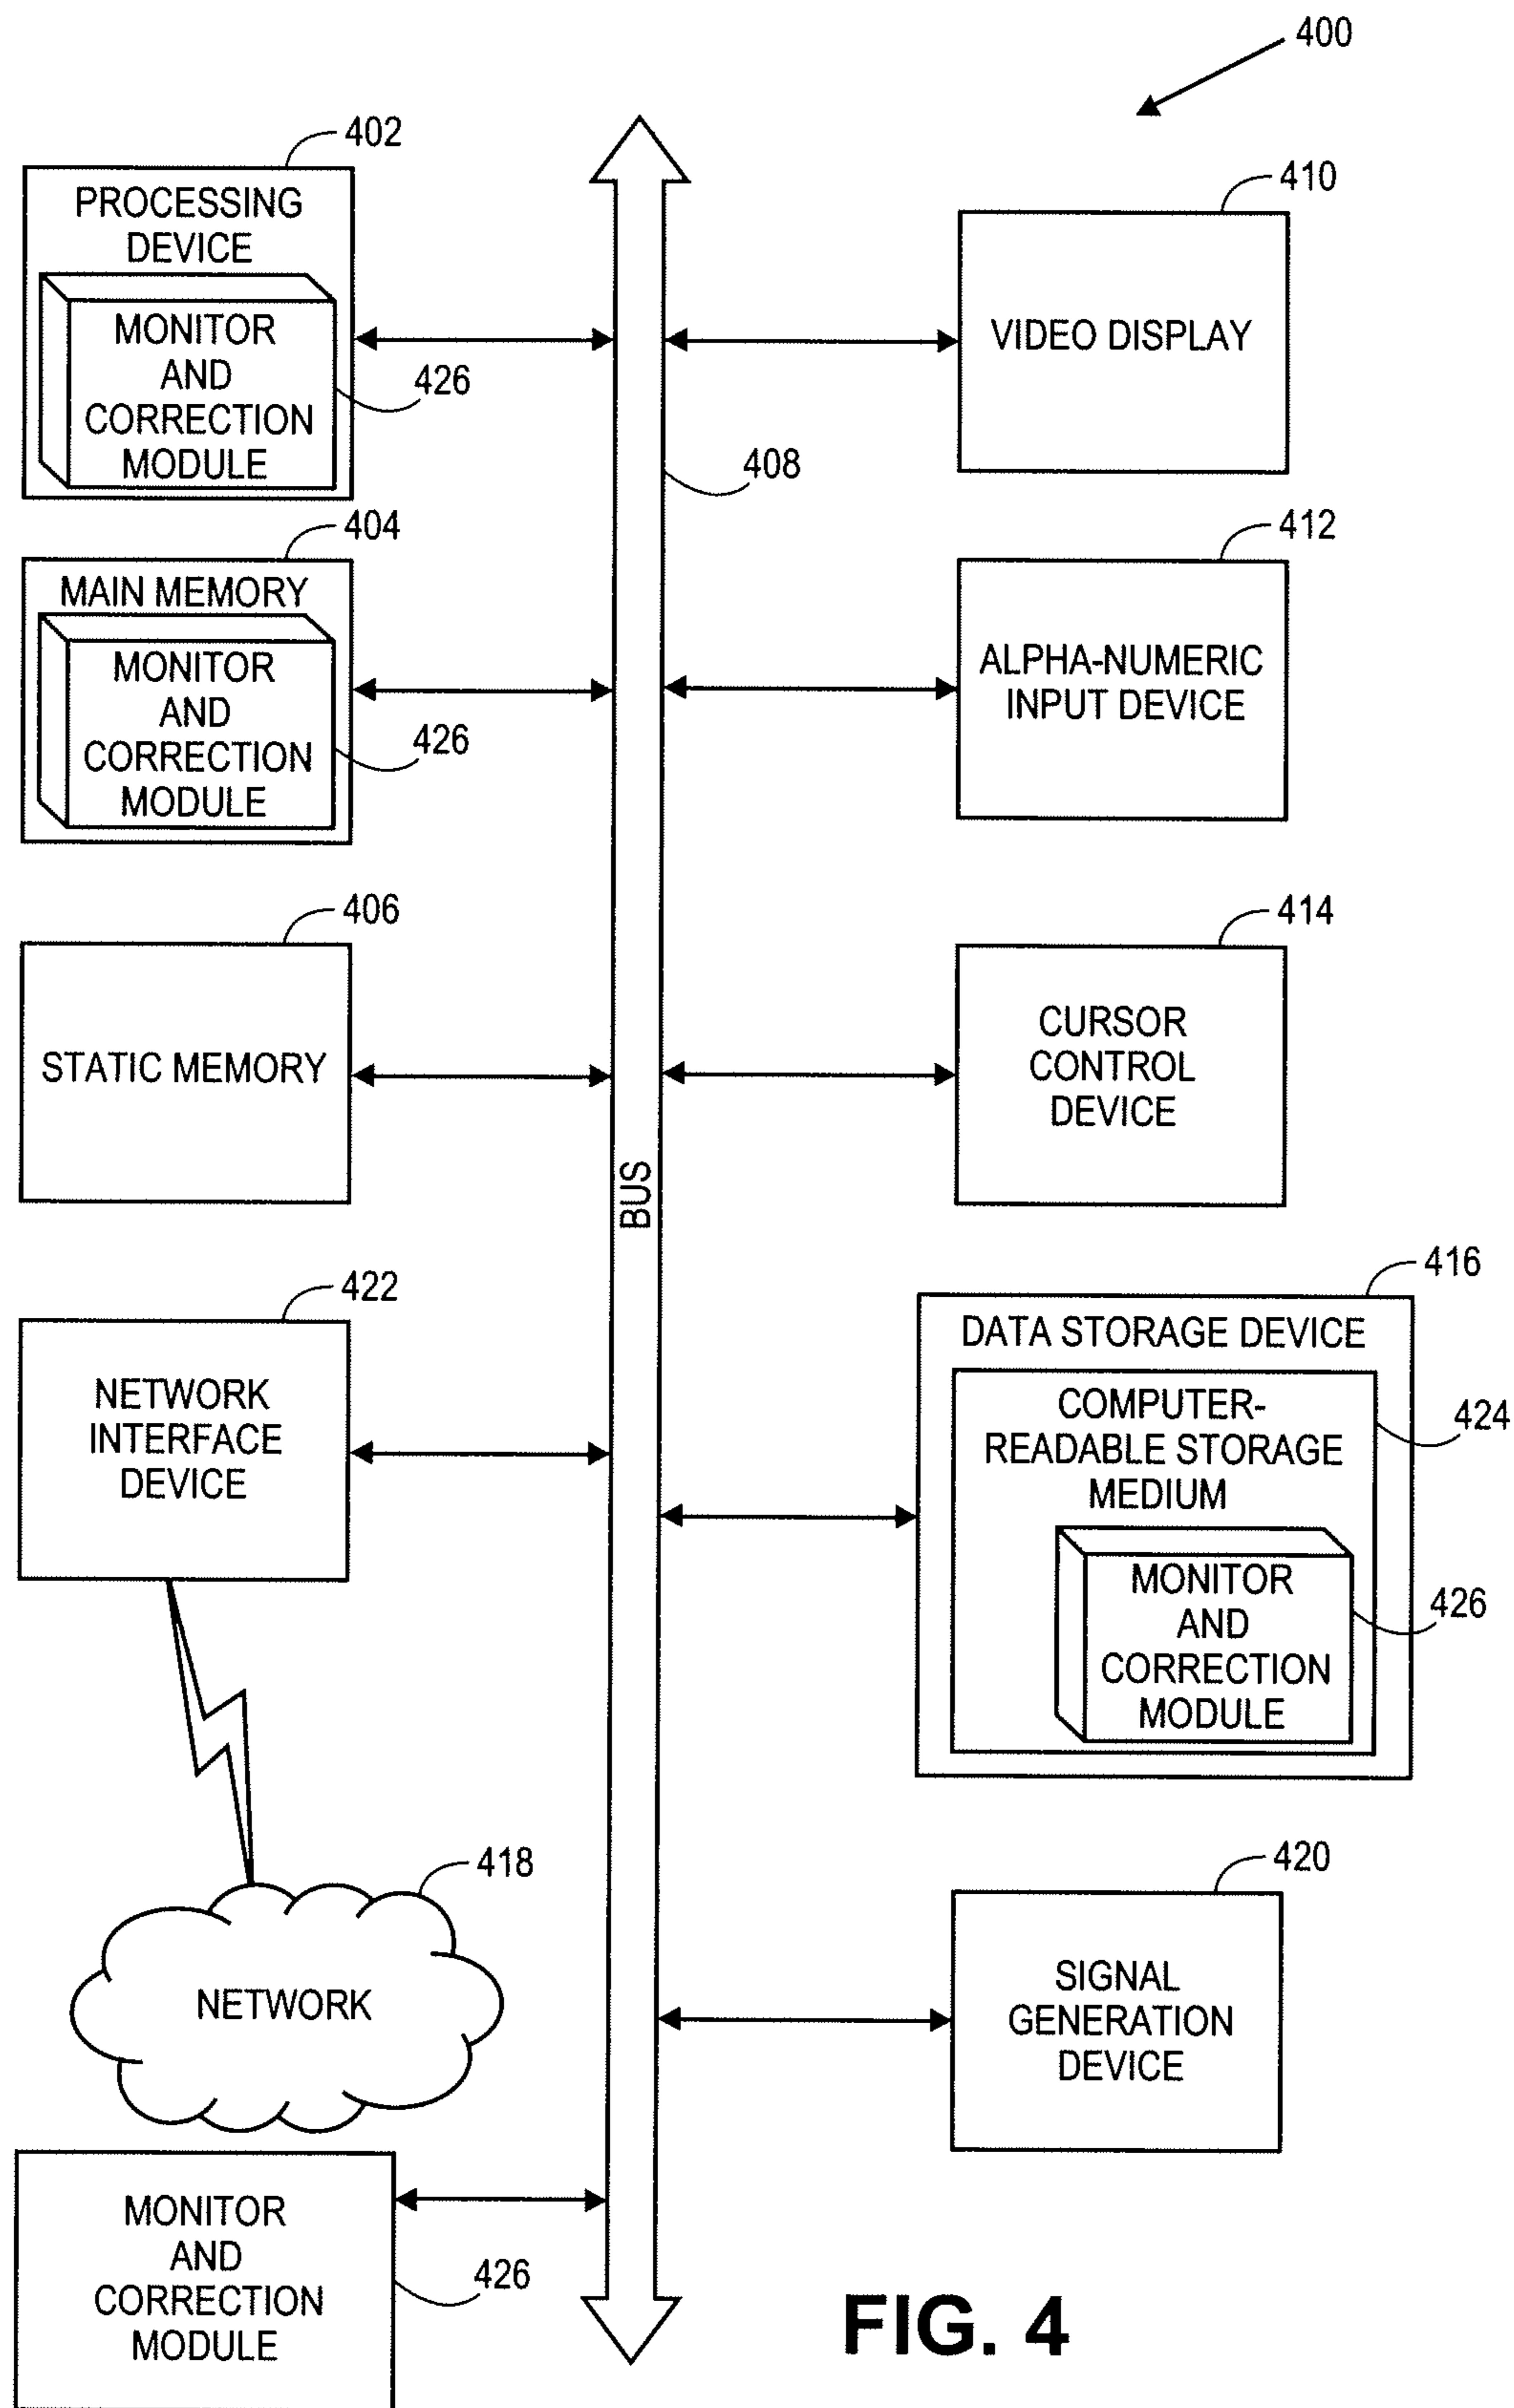 400
402
PROCESSING
DEVICE
MONITOR
AND
CORRECTION
MODULE
426
404
MAIN MEMORY
MONITOR
AND
CORRECTION
MODULE
426
406
STATIC MEMORY
422
NETWORK
INTERFACE
DEVICE
418
NETWORK
MONITOR
AND
CORRECTION
MODULE
426
408
BUS
410
VIDEO DISPLAY
412
ALPHA-NUMERIC
INPUT DEVICE
414
CURSOR
CONTROL
DEVICE
416
DATA STORAGE DEVICE
COMPUTER-
READABLE STORAGE
MEDIUM
424
MONITOR
AND
CORRECTION
MODULE
426
420
SIGNAL
GENERATION
DEVICE
FIG. 4